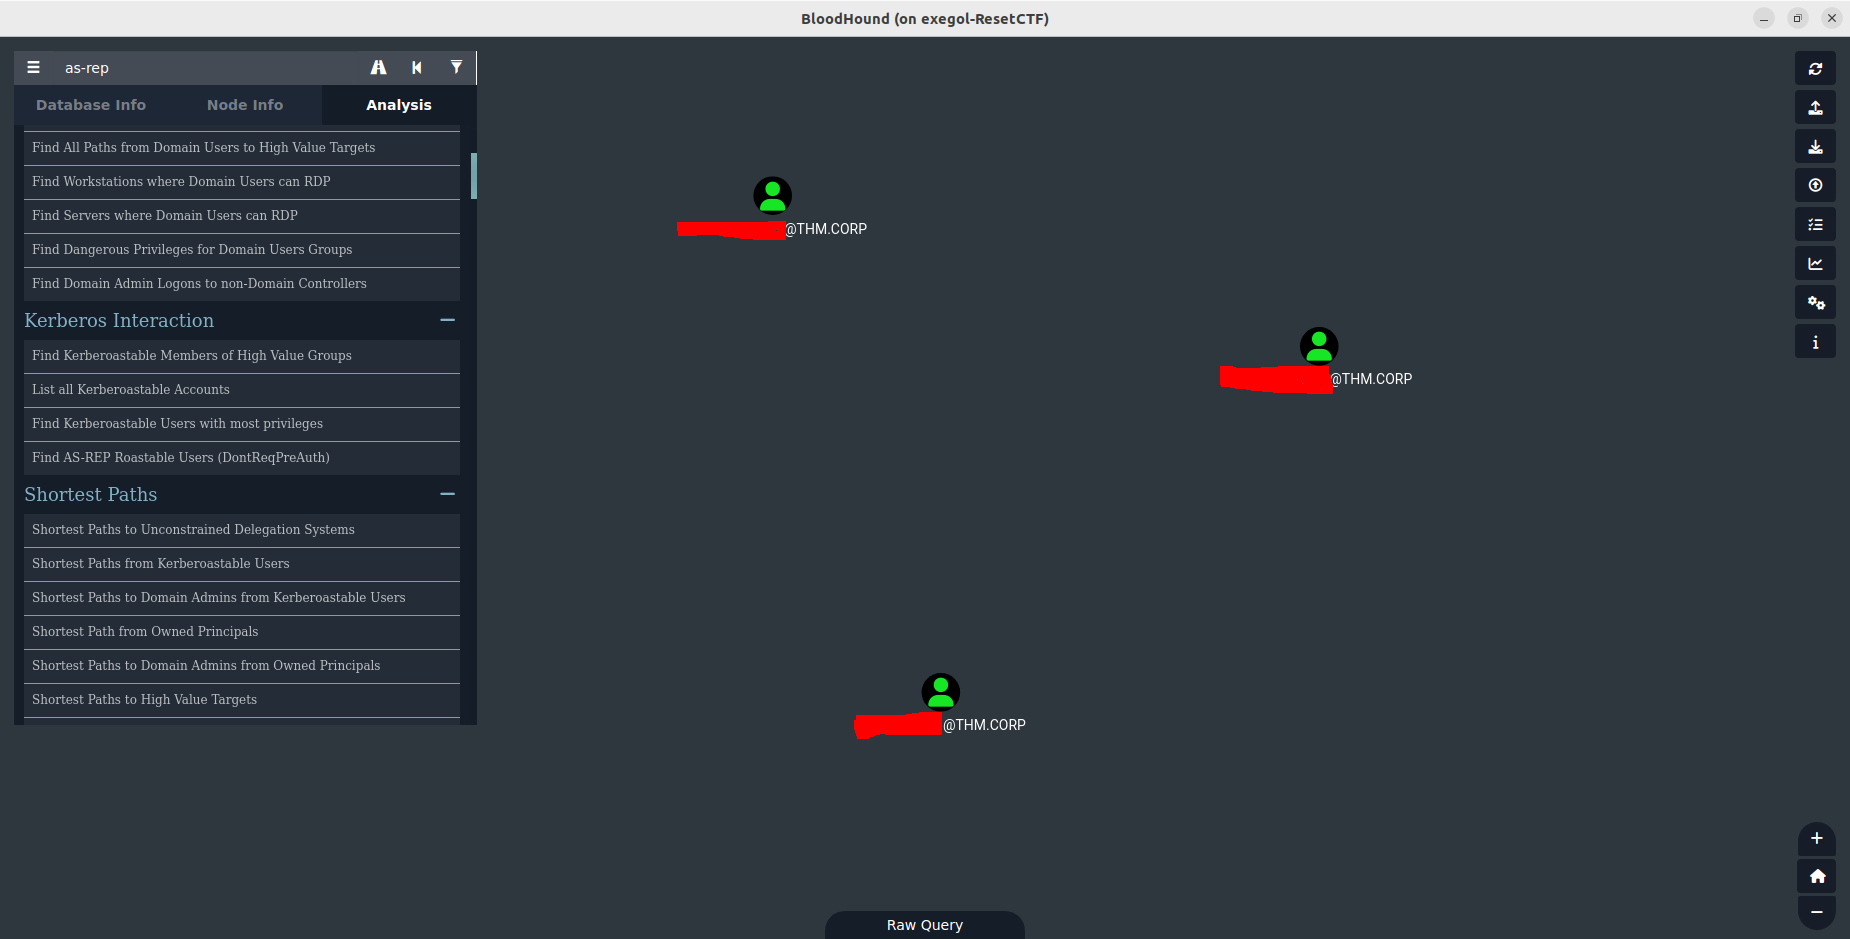 BloodHound (on exegol-ResetCTF)
as-rep
Database Info
Node Info
Analysis
Find All Paths from Domain Users to High Value Targets
Find Workstations where Domain Users can RDP
Find Servers where Domain Users can RDP
Find Dangerous Privileges for Domain Users Groups
Find Domain Admin Logons to non-Domain Controllers
Kerberos Interaction
Find Kerberoastable Members of High Value Groups
List all Kerberoastable Accounts
Find Kerberoastable Users with most privileges
Find AS-REP Roastable Users (DontReqPreAuth)
Shortest Paths
Shortest Paths to Unconstrained Delegation Systems
Shortest Paths from Kerberoastable Users
Shortest Paths to Domain Admins from Kerberoastable Users
Shortest Path from Owned Principals
Shortest Paths to Domain Admins from Owned Principals
Shortest Paths to High Value Targets
@THM.CORP
@THM.CORP
@THM.CORP
Raw Query